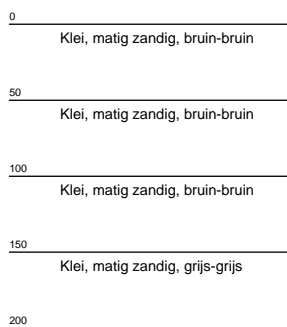 0
Klei, matig zandig, bruin-bruin
50
Klei, matig zandig, bruin-bruin
100
Klei, matig zandig, bruin-bruin
150
Klei, matig zandig, grijs-grijs
200